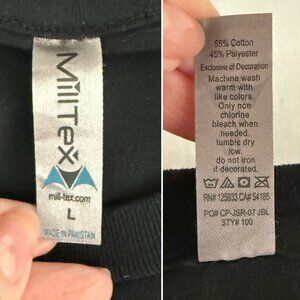 MillTex
mill-tex.com
L
MADE IN PAKISTAN
55% Cotton
45% Polyester
Exclusive of Decoration
Machine wash
warm with
like colors.
Only non
chlorine
bleach when
needed.
tumble dry
low.
do not iron
if decorated.
RN# 125933 CA# 54185
PO# CP-JSR-07 JBL
STY# 100